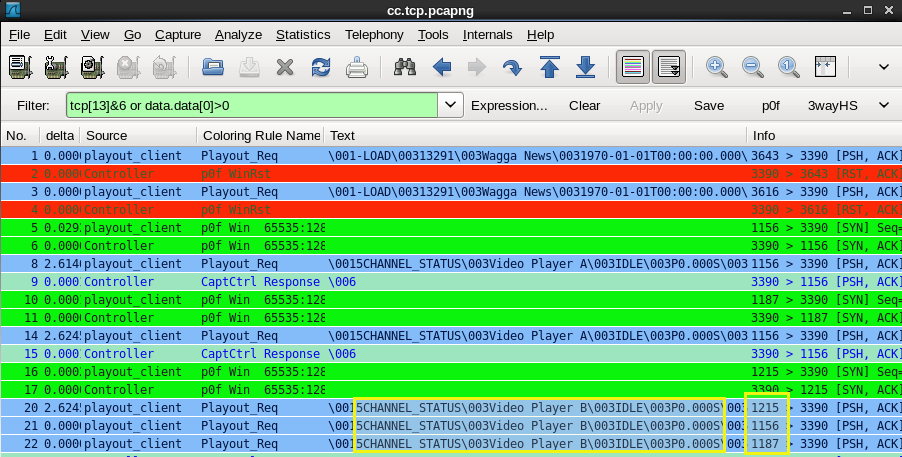 cc.tcp.pcapng
File Edit View Go Capture Analyze Statistics Telephony Tools Internals Help
Filter: tcp[13]&6 or data.data[0]>0 Expression... Clear Apply Save p0f 3wayHS
No. delta Source Coloring Rule Name Text Info
1 0.000 playout_client Playout_Req \001-LOAD\00313291\003Wagga News\0031970-01-01T00:00:00.000\ 3643 > 3390 [PSH, ACK]
2 0.000 Controller p0f WinRst 3390 > 3643 [RST, ACK]
3 0.000 playout_client Playout_Req \001-LOAD\00313291\003Wagga News\0031970-01-01T00:00:00.000\ 3616 > 3390 [PSH, ACK]
4 0.000 Controller p0f WinRst 3390 > 3616 [RST, ACK]
5 0.029 playout_client p0f Win 65535:128 1156 > 3390 [SYN] Seq=
6 0.000 Controller p0f Win 65535:128 3390 > 1156 [SYN, ACK]
8 2.614 playout_client Playout_Req \0015CHANNEL_STATUS\003Video Player A\003IDLE\003P0.000S\003 1156 > 3390 [PSH, ACK]
9 0.000 Controller CaptCtrl Response \006 3390 > 1156 [PSH, ACK]
10 0.000 playout_client p0f Win 65535:128 1187 > 3390 [SYN] Seq=
11 0.000 Controller p0f Win 65535:128 3390 > 1187 [SYN, ACK]
14 2.624 playout_client Playout_Req \0015CHANNEL_STATUS\003Video Player A\003IDLE\003P0.000S\003 1156 > 3390 [PSH, ACK]
15 0.000 Controller CaptCtrl Response \006 3390 > 1156 [PSH, ACK]
16 0.000 playout_client p0f Win 65535:128 1215 > 3390 [SYN] Seq=
17 0.000 Controller p0f Win 65535:128 3390 > 1215 [SYN, ACK]
20 2.624 playout_client Playout_Req \0015CHANNEL_STATUS\003Video Player B\003IDLE\003P0.000S\003 1215 > 3390 [PSH, ACK]
21 0.000 playout_client Playout_Req \0015CHANNEL_STATUS\003Video Player B\003IDLE\003P0.000S\003 1156 > 3390 [PSH, ACK]
22 0.000 playout_client Playout_Req \0015CHANNEL_STATUS\003Video Player B\003IDLE\003P0.000S\003 1187 > 3390 [PSH, ACK]